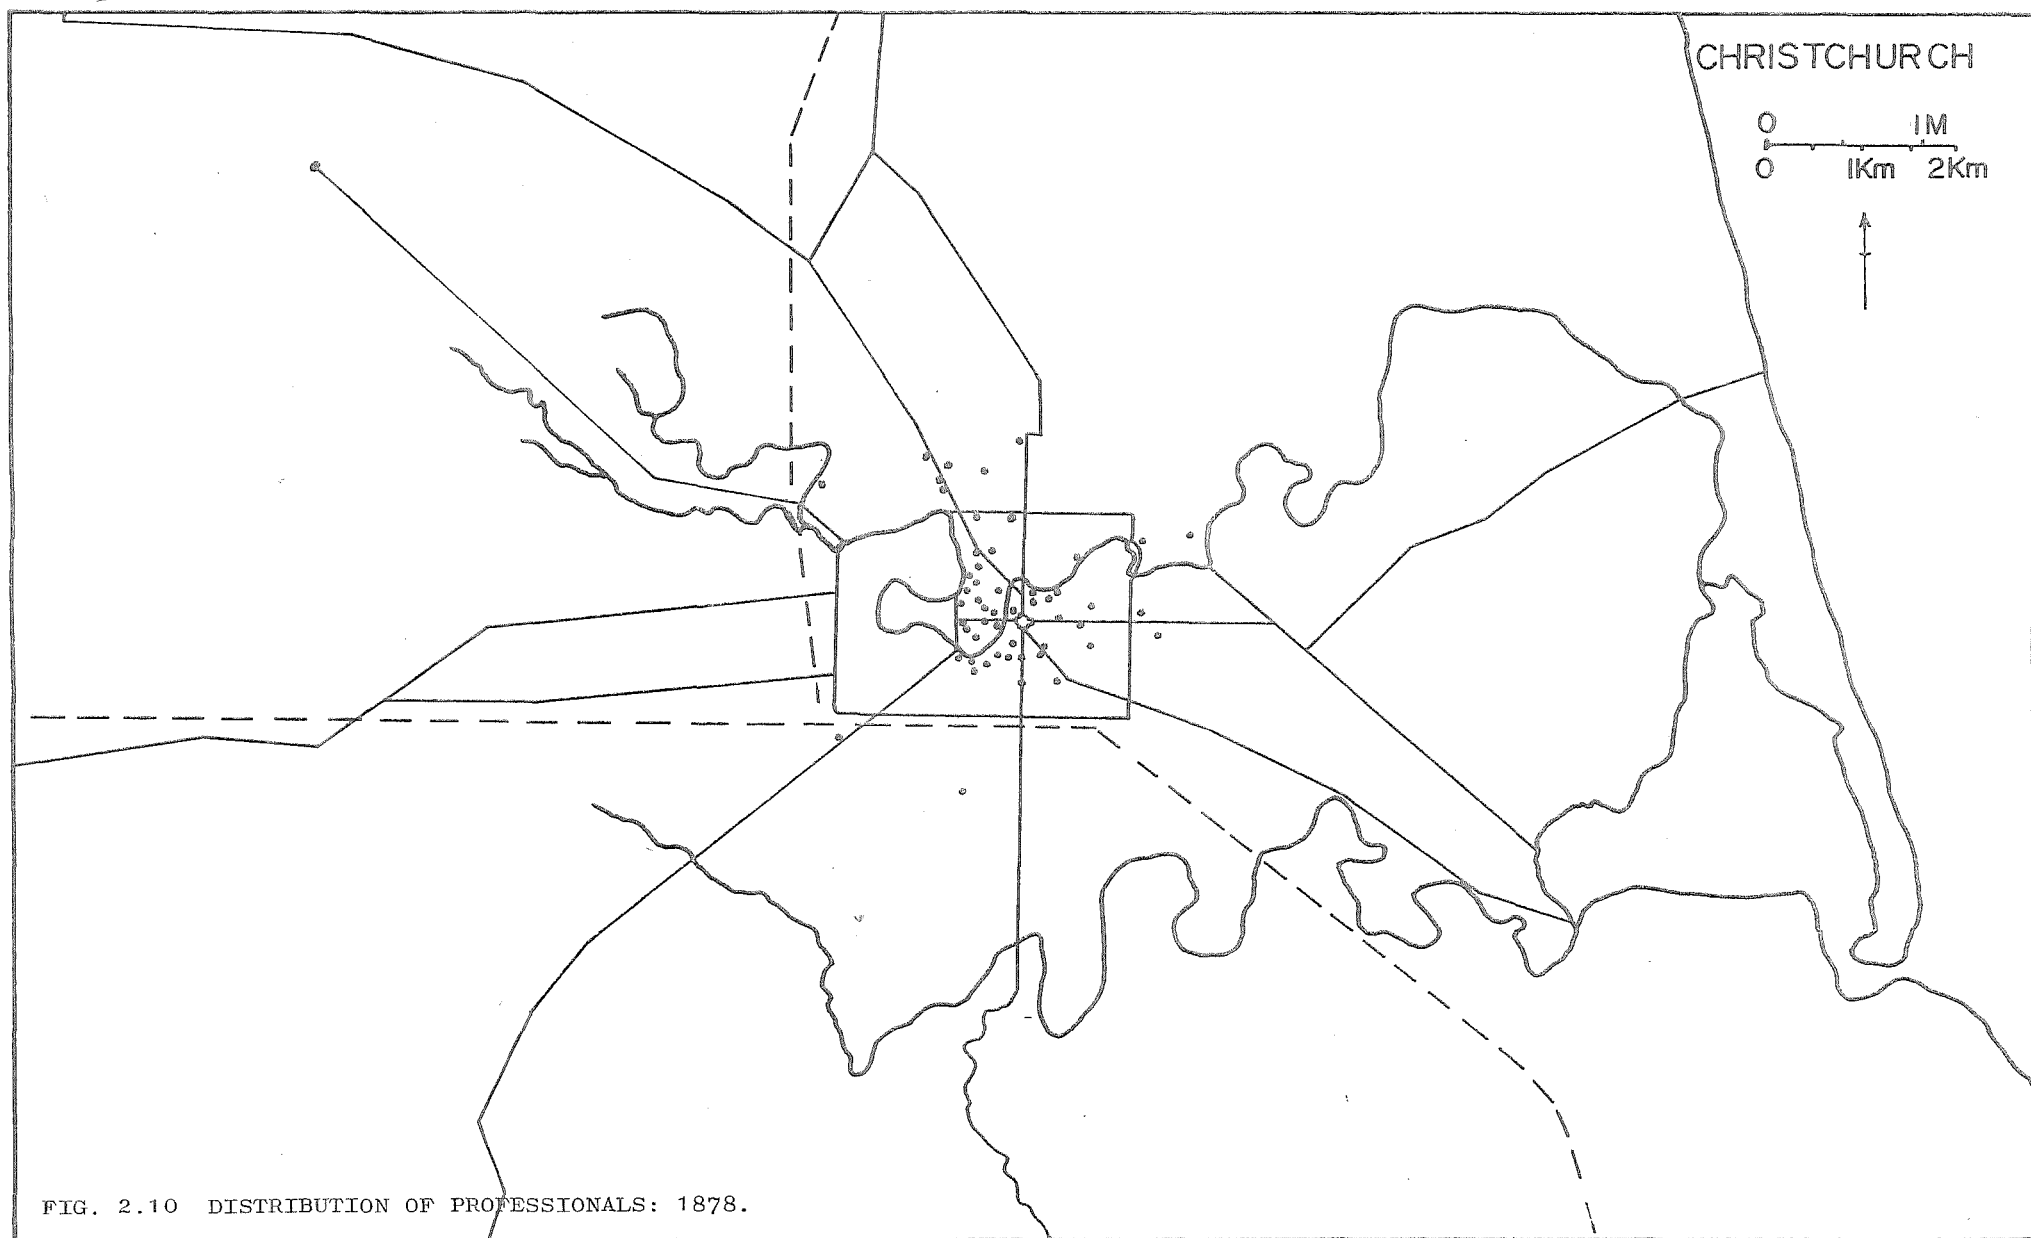 CHRISTCHURCH
0 1M
0 1Km 2Km
FIG. 2.10 DISTRIBUTION OF PROFESSIONALS: 1878.